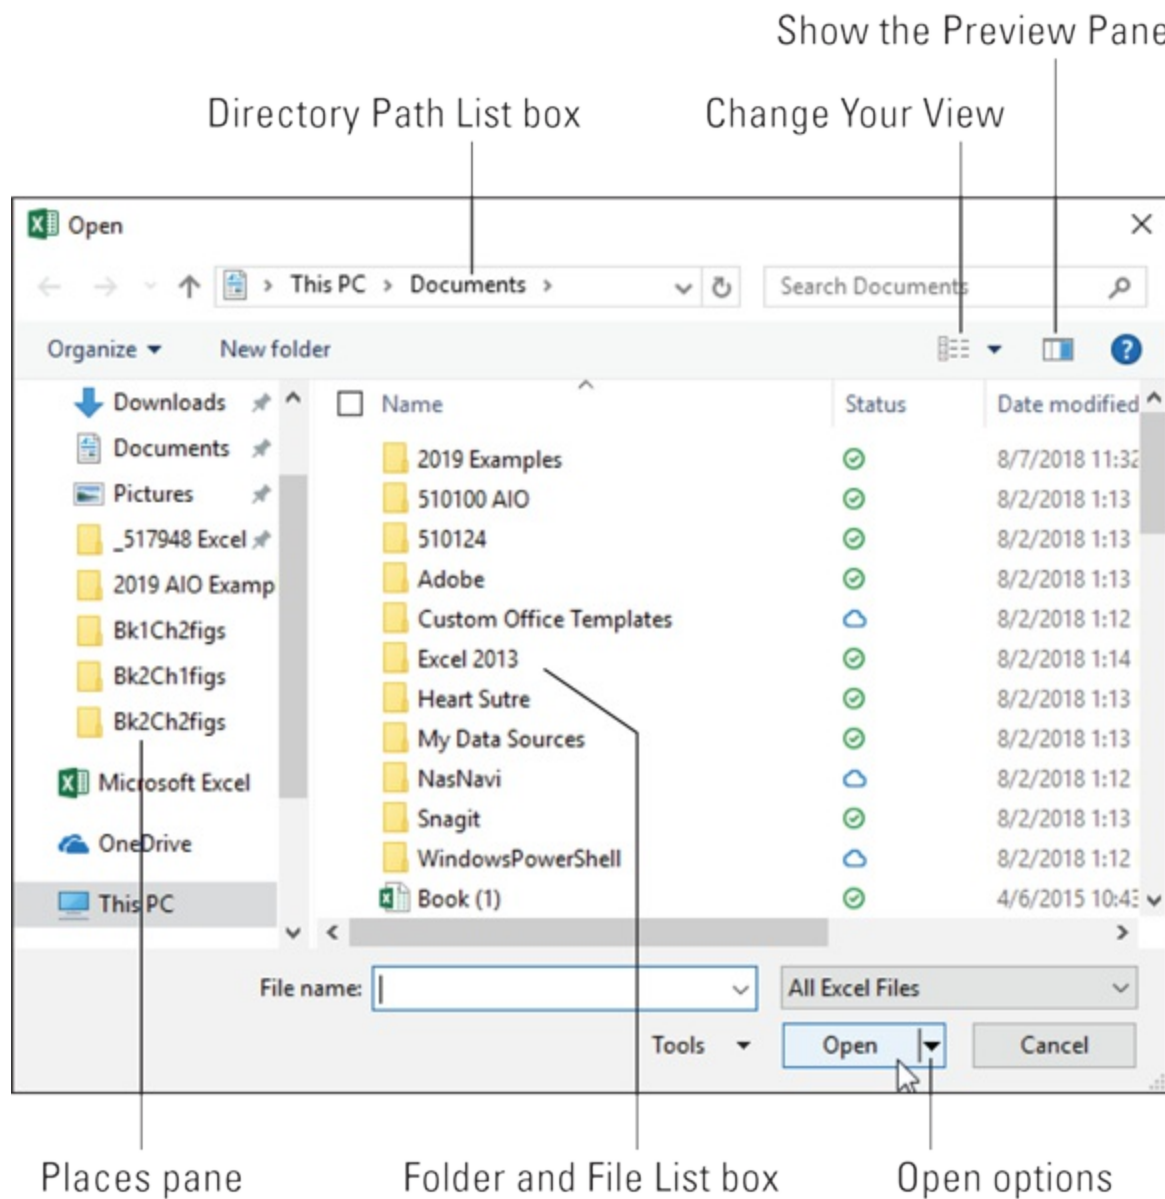 Show the Preview Pane
Directory Path List box Change Your View
Open
This PC > Documents >
Search Documents
Organize New folder
Name Status Date modified
Downloads
Documents
Pictures
_517948 Excel
2019 AIO Examp
Bk1Ch2figs
Bk2Ch1figs
Bk2Ch2figs
Microsoft Excel
OneDrive
This PC
2019 Examples 8/7/2018 11:32
510100 AIO 8/2/2018 1:13
510124 8/2/2018 1:13
Adobe 8/2/2018 1:13
Custom Office Templates 8/2/2018 1:12
Excel 2013 8/2/2018 1:14
Heart Sutre 8/2/2018 1:13
My Data Sources 8/2/2018 1:13
NasNavi 8/2/2018 1:12
Snagit 8/2/2018 1:13
WindowsPowerShell 8/2/2018 1:12
Book (1) 4/6/2015 10:43
File name: All Excel Files
Tools Open Cancel
Places pane Folder and File List box Open options